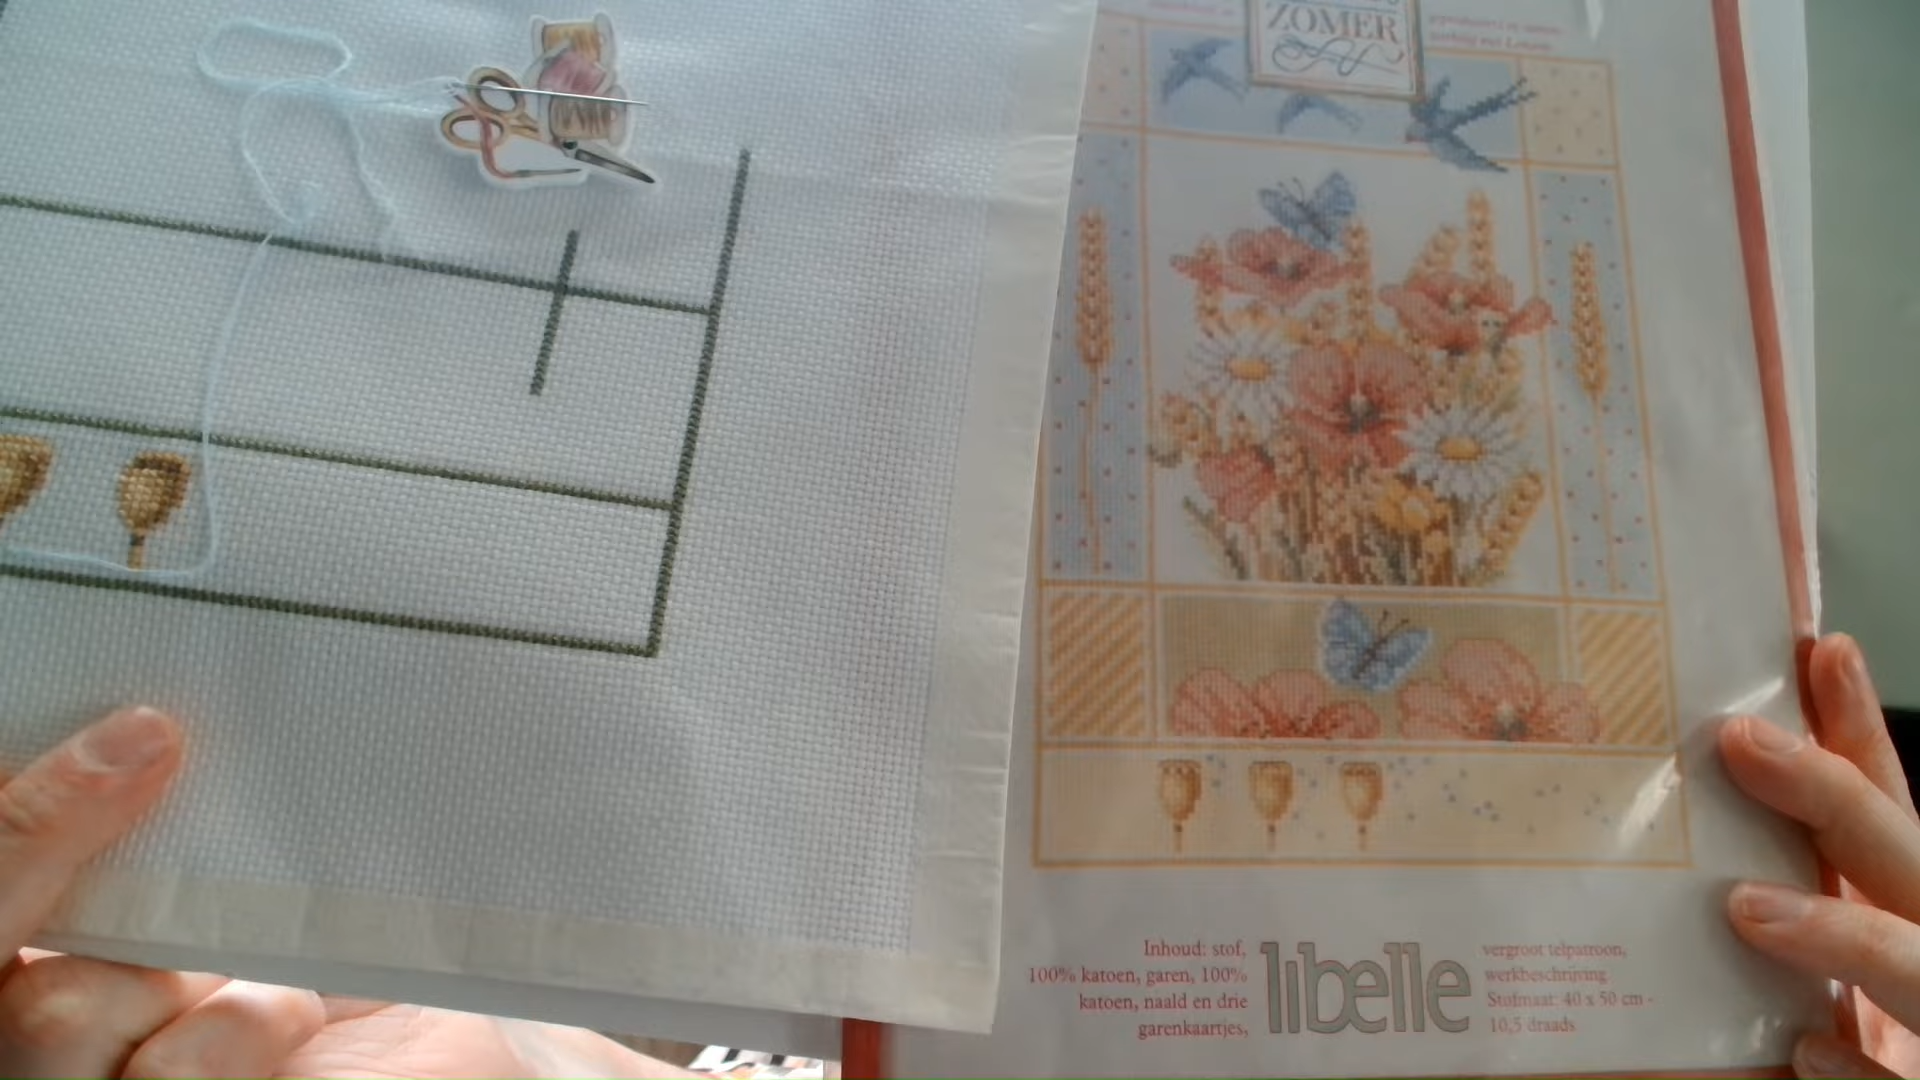 ZOMER
Inhoud: stof,
100% katoen, garen, 100%
katoen, naald en drie
garenkaartjes,
libelle
vergroot telpatroon,
werkbeschrijving.
Stofmaat: 40 x 50 cm -
10,5 draads